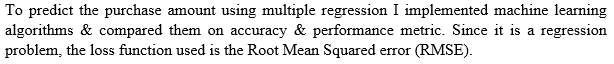 To predict the purchase amount using multiple regression I implemented machine learning
algorithms & compared them on accuracy & performance metric. Since it is a regression
problem, the loss function used is the Root Mean Squared error (RMSE).